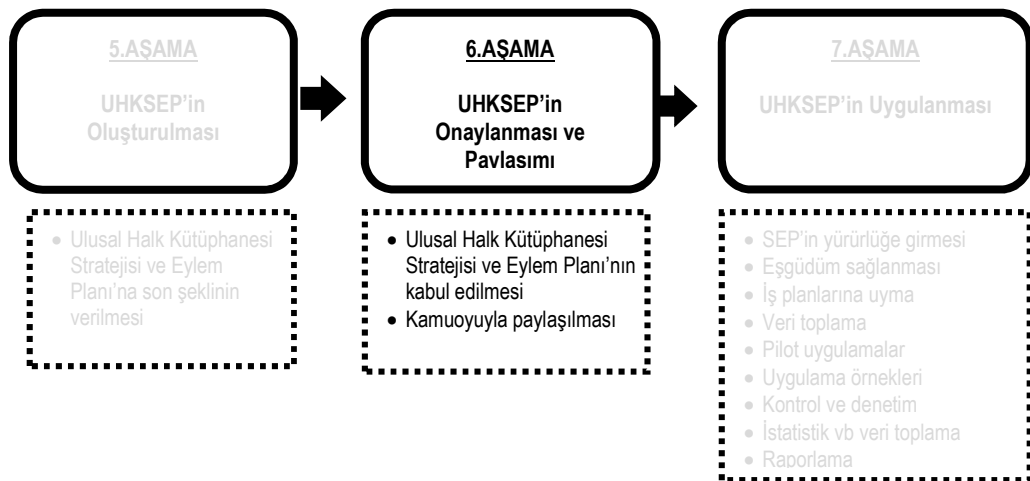 5.AŞAMA
UHKSEP’in
Oluşturulması
6.AŞAMA
UHKSEP’in
Onaylanması ve
Pavlasımı
7.AŞAMA
UHKSEP’in Uygulanması
• Ulusal Halk Kütüphanesi
Stratejisi ve Eylem
Planı’na son şeklinin
verilmesi
• Ulusal Halk Kütüphanesi
Stratejisi ve Eylem Planı’nın
kabul edilmesi
• Kamuoyuyla paylaşılması
• SEP’in yürürlüğe girmesi
• Eşgüdüm sağlanması
• İş planlarına uyma
• Veri toplama
• Pilot uygulamalar
• Uygulama örnekleri
• Kontrol ve denetim
• İstatistik vb veri toplama
• Raporlama